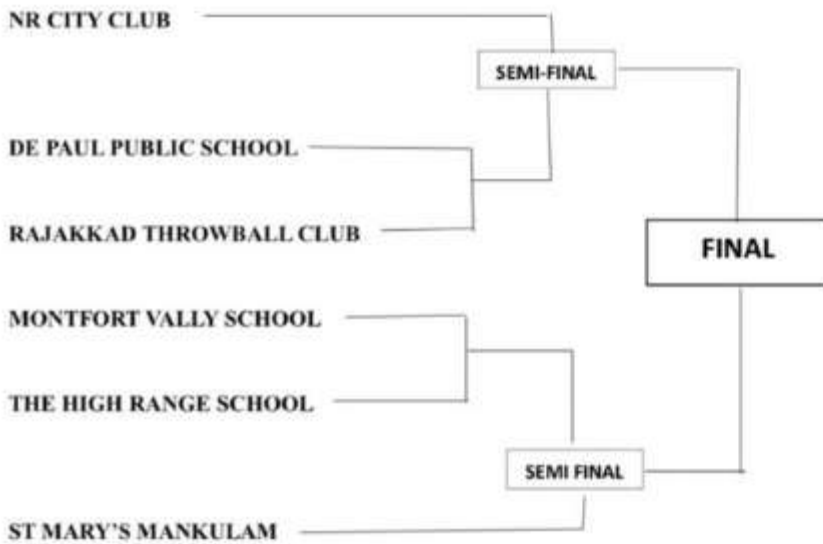 NR CITY CLUB
SEMI-FINAL
DE PAUL PUBLIC SCHOOL
RAJAKKAD THROWBALL CLUB
FINAL
MONTFORT VALLY SCHOOL
THE HIGH RANGE SCHOOL
SEMI FINAL
ST MARY'S MANKULAM